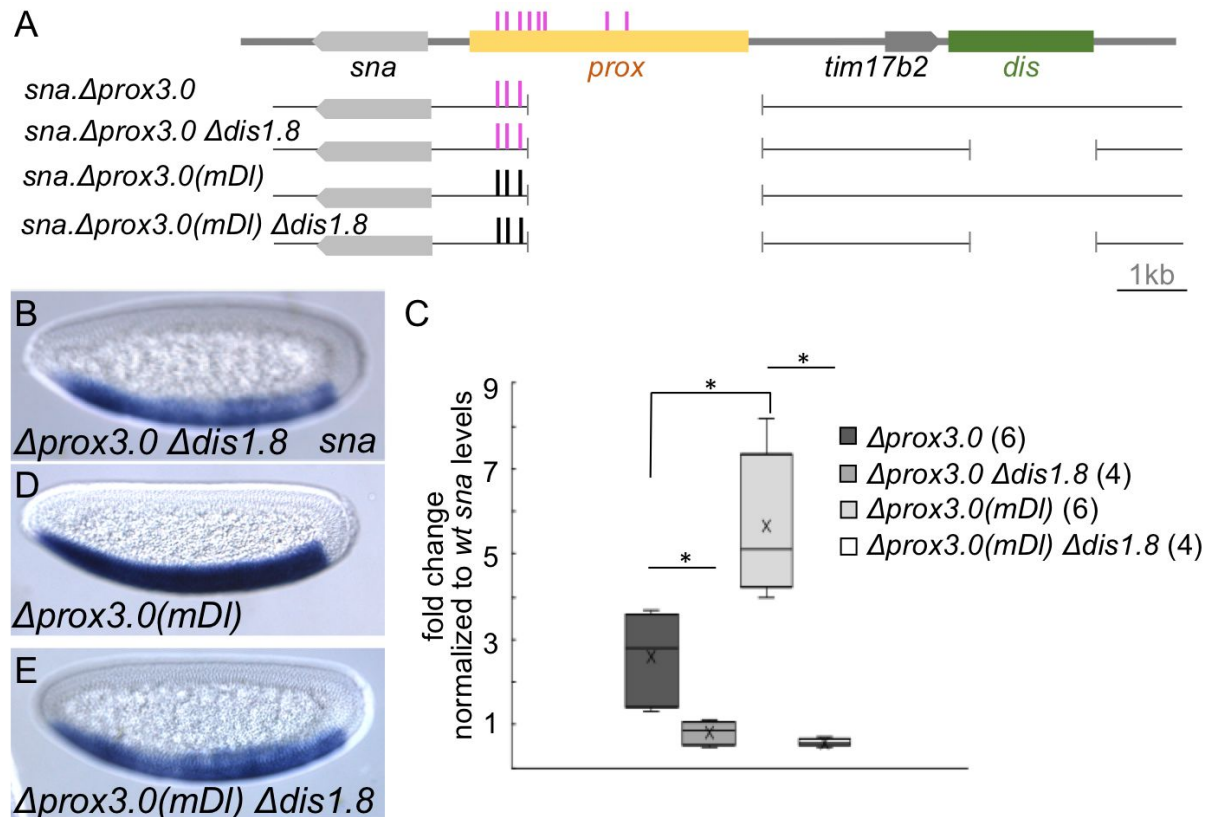 A
sna
prox
tim17b2
dis
sna.Δprox3.0
sna.Δprox3.0 Δdis1.8
sna.Δprox3.0(mDl)
sna.Δprox3.0(mDl) Δdis1.8
1kb
B
Δprox3.0 Δdis1.8 sna
D
Δprox3.0(mDl)
E
Δprox3.0(mDl) Δdis1.8
C
fold change
normalized to wt sna levels
9
7
5
3
1
*
*
*
Δprox3.0 (6)
Δprox3.0 Δdis1.8 (4)
Δprox3.0(mDl) (6)
Δprox3.0(mDl) Δdis1.8 (4)